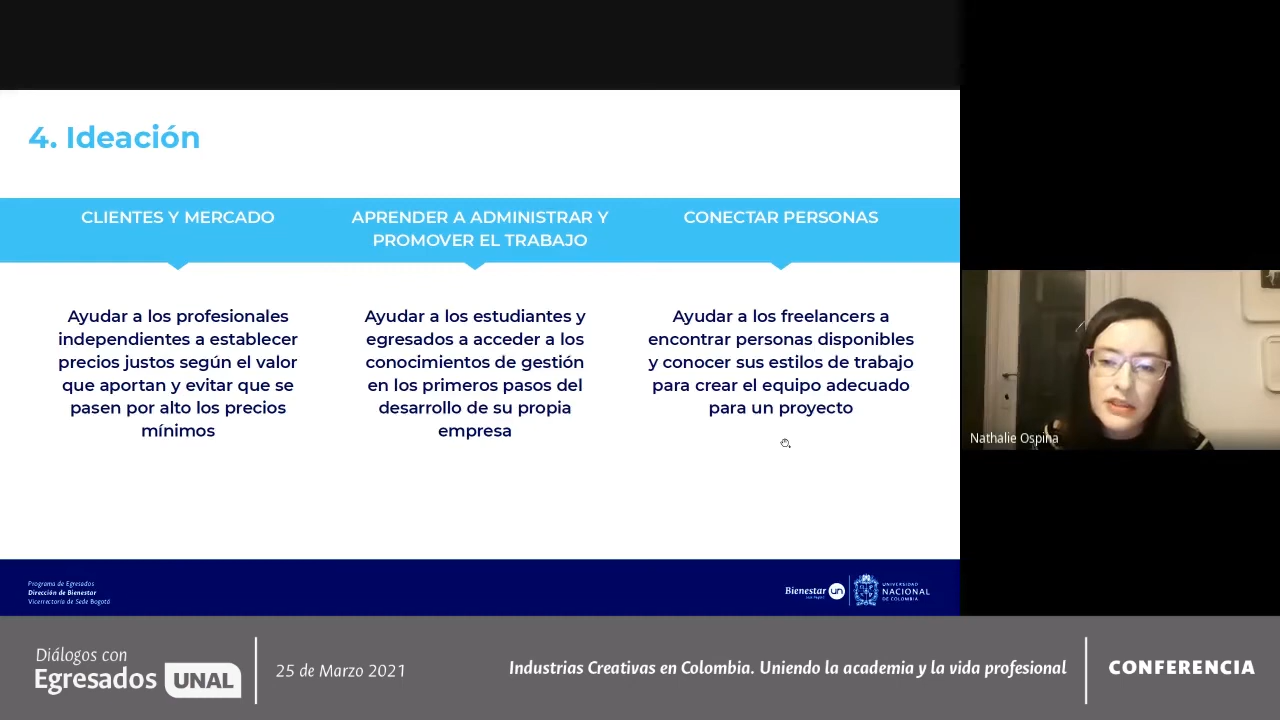 4. Ideación
CLIENTES Y MERCADO
APRENDER A ADMINISTRAR Y
PROMOVER EL TRABAJO
CONECTAR PERSONAS
Ayudar a los profesionales
independientes a establecer
precios justos según el valor
que aportan y evitar que se
pasen por alto los precios
mínimos
Ayudar a los estudiantes y
egresados a acceder a los
conocimientos de gestión
en los primeros pasos del
desarrollo de su propia
empresa
Ayudar a los freelancers a
encontrar personas disponibles
y conocer sus estilos de trabajo
para crear el equipo adecuado
para un proyecto
Nathalie Ospina
Programa de Egresados
Dirección de Bienestar
Vicerrectoría de Sede Bogotá
Bienestar un
UNIVERSIDAD
NACIONAL
DE COLOMBIA
Diálogos con
Egresados UNAL
25 de Marzo 2021
Industrias Creativas en Colombia. Uniendo la academia y la vida profesional
CONFERENCIA